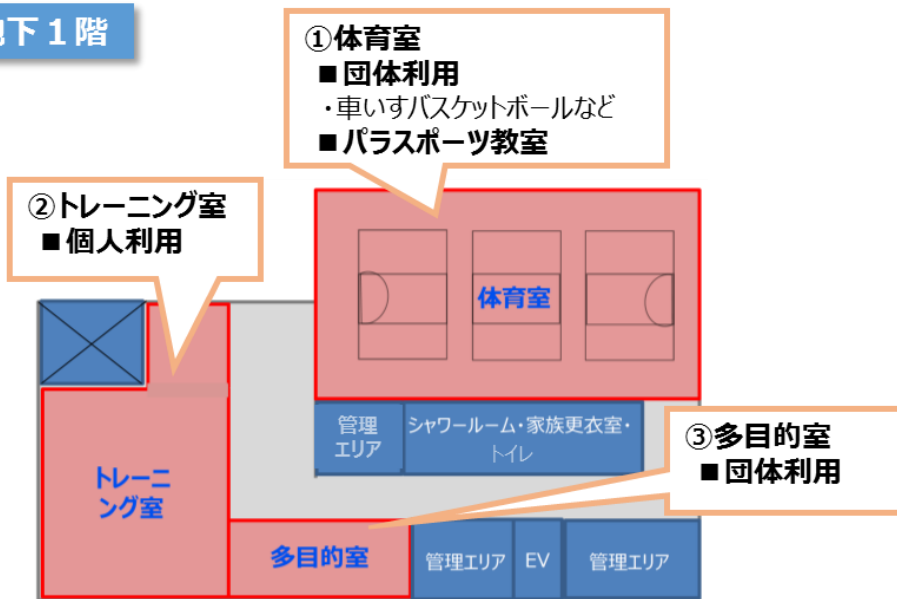 地下１階
①体育室
■団体利用
・車いすバスケットボールなど
■パラスポーツ教室
②トレーニング室
■個人利用
体育室
管理
エリア
シャワールーム・家族更衣室・
トイレ
③多目的室
■団体利用
トレーニ
ング室
多目的室
管理エリア
EV
管理エリア